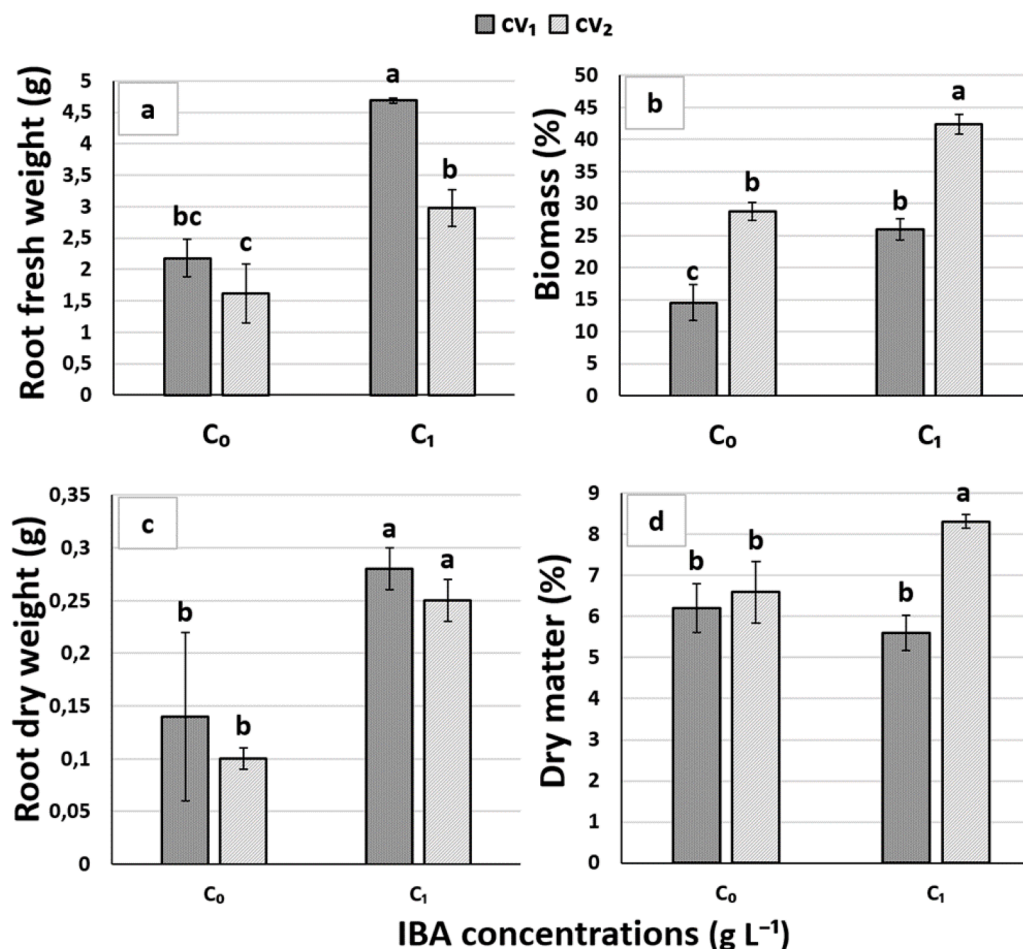 cv₁ cv₂
Root fresh weight (g)
a
5
4,5
4
3,5
3
2,5
2
1,5
1
0,5
0
bc
c
a
b
C₀ C₁
Biomass (%)
b
50
45
40
35
30
25
20
15
10
5
0
c
b
b
a
C₀ C₁
Root dry weight (g)
c
0,35
0,3
0,25
0,2
0,15
0,1
0,05
0
b
b
a
a
C₀ C₁
Dry matter (%)
d
9
8
7
6
5
4
3
2
1
0
b
b
b
a
C₀ C₁
IBA concentrations (g L⁻¹)